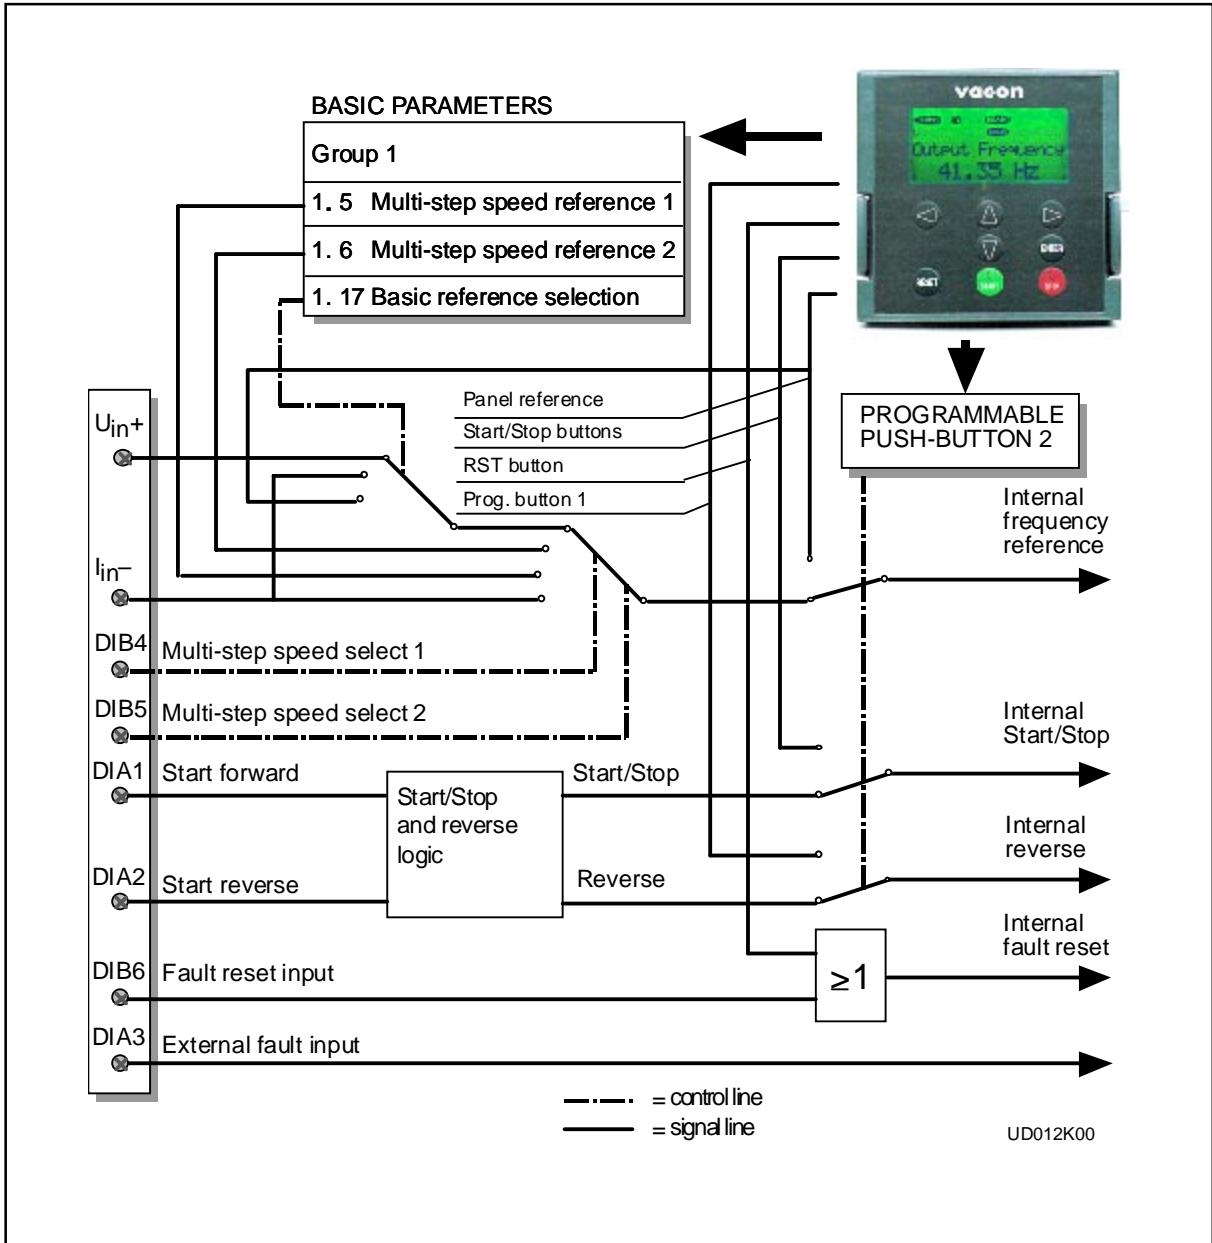 BASIC PARAMETERS
Group 1
1. 5 Multi-step speed reference 1
1. 6 Multi-step speed reference 2
1. 17 Basic reference selection
vacon
Output Frequency
41.35 Hz
RESET
PROGRAMMABLE
PUSH-BUTTON 2
Panel reference
Start/Stop buttons
RST button
Prog. button 1
Uin+
Iin−
DIB4 Multi-step speed select 1
DIB5 Multi-step speed select 2
DIA1 Start forward
DIA2 Start reverse
Start/Stop
and reverse
logic
Start/Stop
Reverse
Internal
frequency
reference
Internal
Start/Stop
Internal
reverse
Internal
fault reset
≥1
DIB6 Fault reset input
DIA3 External fault input
= control line
= signal line
UD012K00